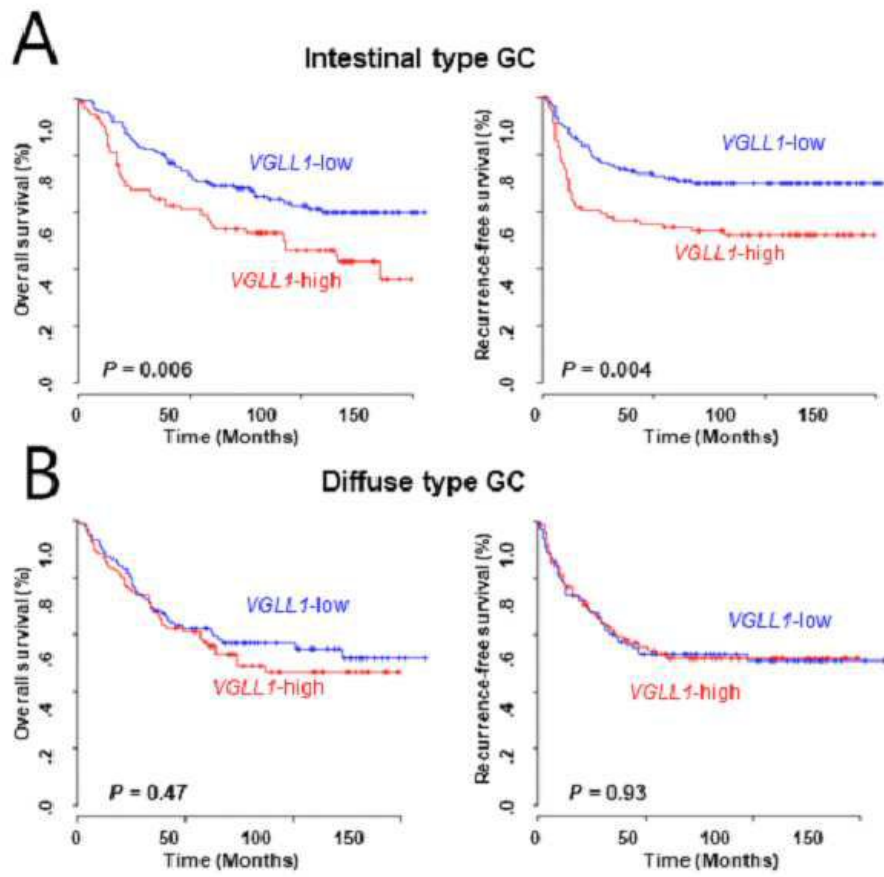 A
Intestinal type GC
Overall survival (%)
1.0
.8
.6
.4
.2
.0
VGLL1-low
VGLL1-high
P = 0.006
0 50 100 150
Time (Months)
Recurrence-free survival (%)
1.0
.8
.6
.4
.2
.0
VGLL1-low
VGLL1-high
P = 0.004
0 50 100 150
Time (Months)
B
Diffuse type GC
Overall survival (%)
1.0
.8
.6
.4
.2
.0
VGLL1-low
VGLL1-high
P = 0.47
0 50 100 150
Time (Months)
Recurrence-free survival (%)
1.0
.8
.6
.4
.2
.0
VGLL1-low
VGLL1-high
P = 0.93
0 50 100 150
Time (Months)